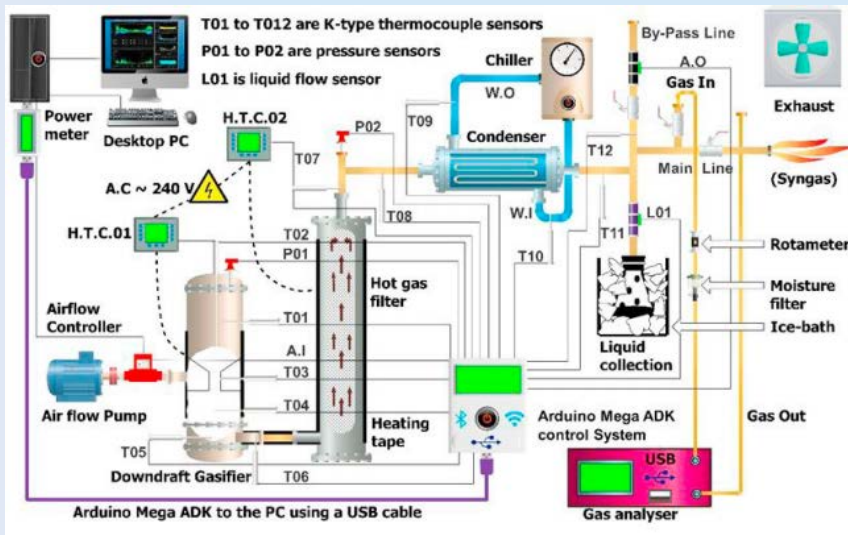 T01 to T012 are K-type thermocouple sensors
P01 to P02 are pressure sensors
L01 is liquid flow sensor
Power
meter
Desktop PC
H.T.C.02
A.C ~ 240 V
H.T.C.01
T07
P02
T09
W.O
Chiller
Condenser
By-Pass Line
A.O
Gas In
Exhaust
T12
Main Line
(Syngas)
T08
W.I
T10
T11
L01
T02
P01
Hot gas
filter
Rotameter
Moisture
filter
Ice-bath
Liquid
collection
Airflow
Controller
T01
A.I
T03
T04
Air flow Pump
Heating
tape
Arduino Mega ADK
control System
Gas Out
T05
Downdraft Gasifier
T06
USB
Gas analyser
Arduino Mega ADK to the PC using a USB cable